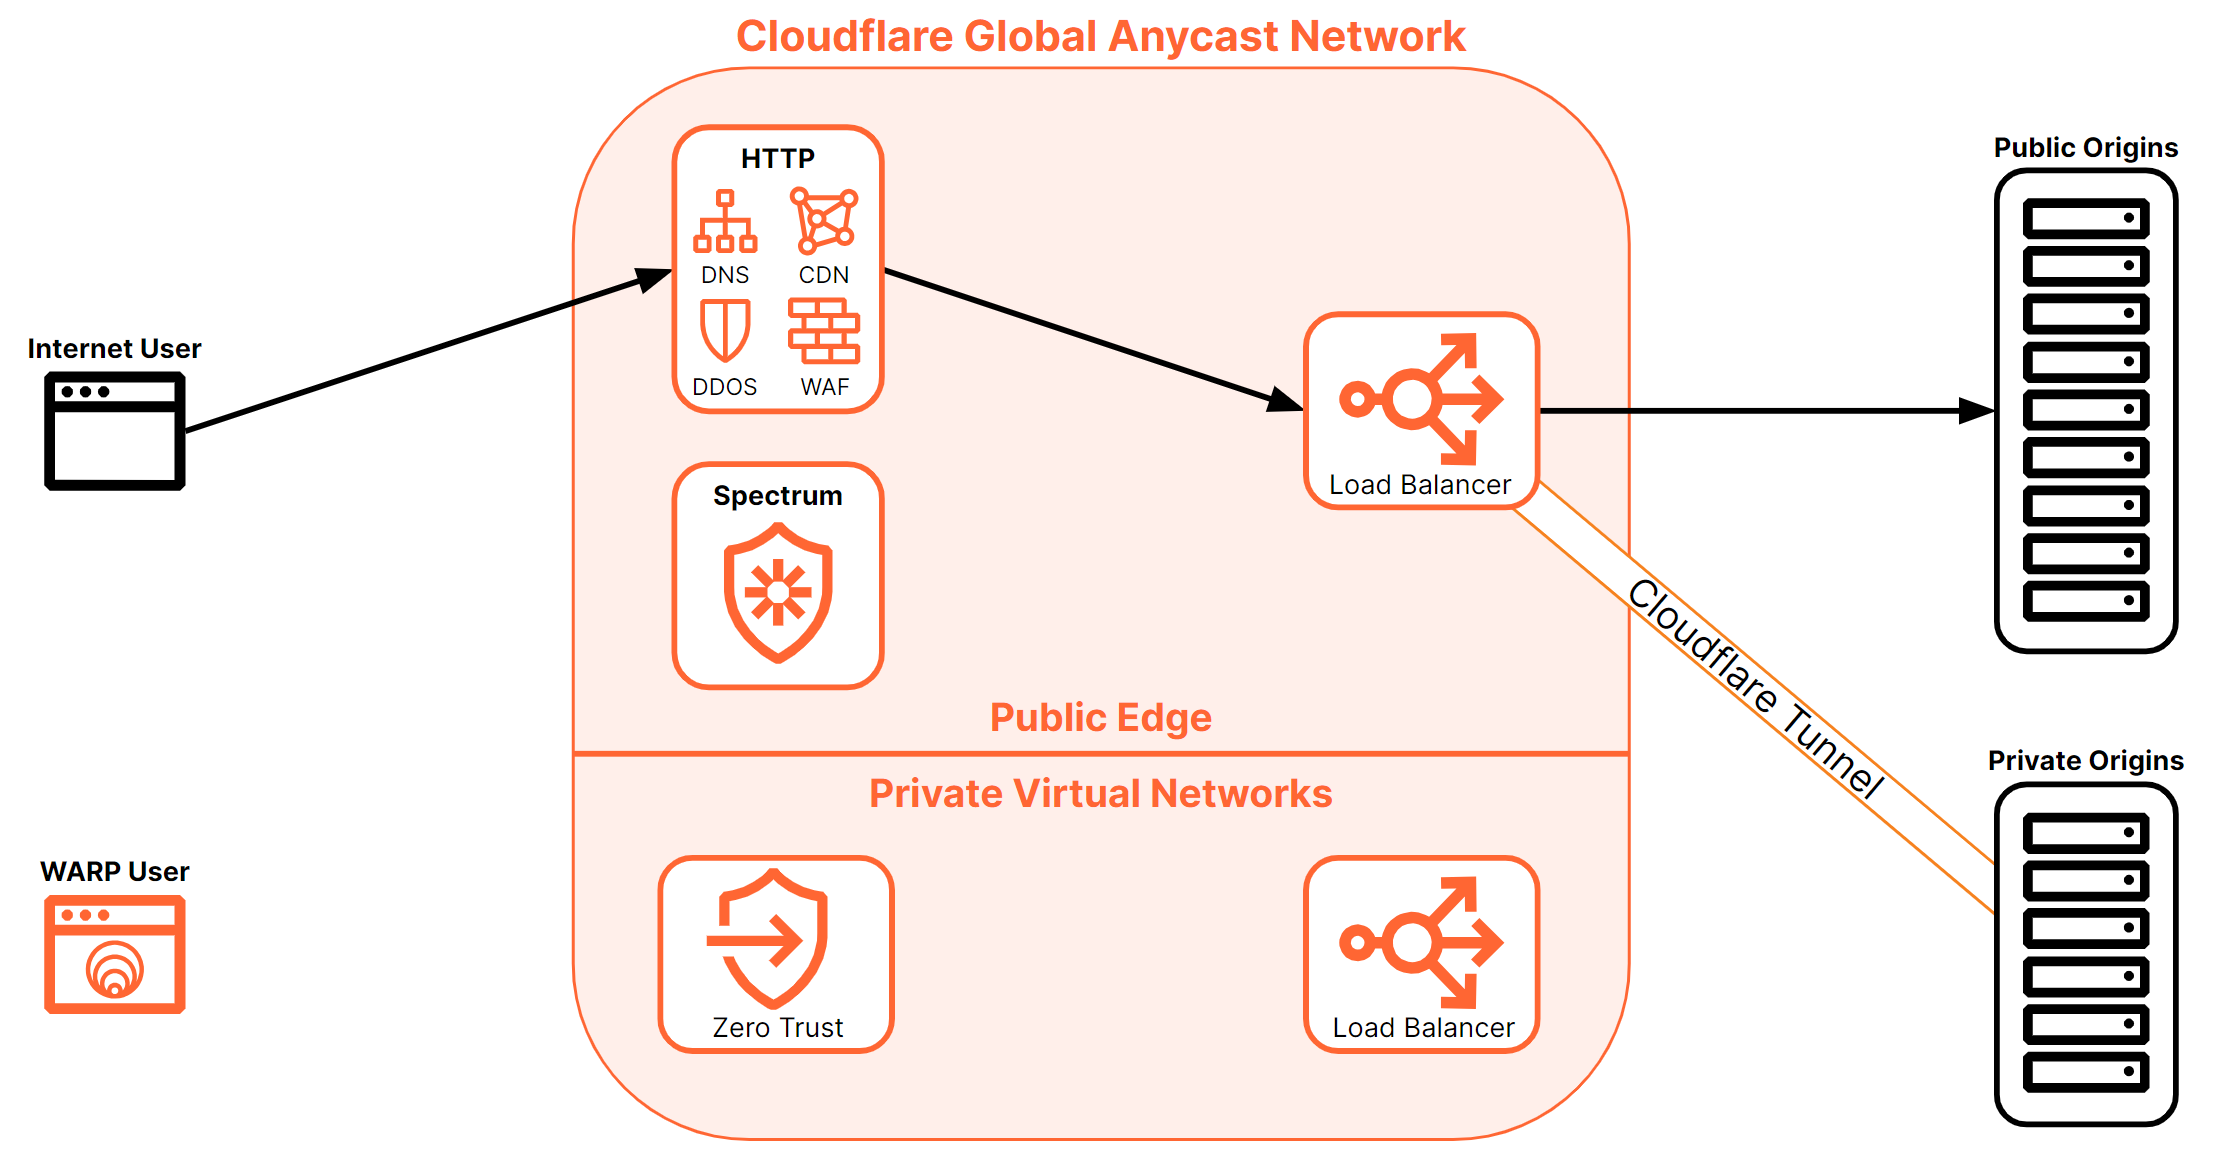 Cloudflare Global Anycast Network
HTTP
DNS
CDN
DDOS
WAF
Internet User
Public Origins
Load Balancer
Spectrum
Cloudflare Tunnel
Public Edge
Private Virtual Networks
Private Origins
WARP User
Zero Trust
Load Balancer